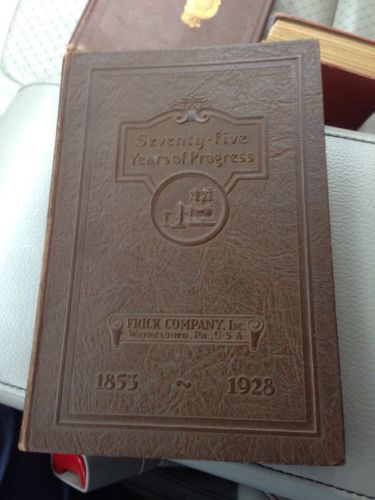 Seventy-five
Years of Progress
FRICK COMPANY, Inc.
Waynesboro, Pa., U-S-A
1853 ~ 1928